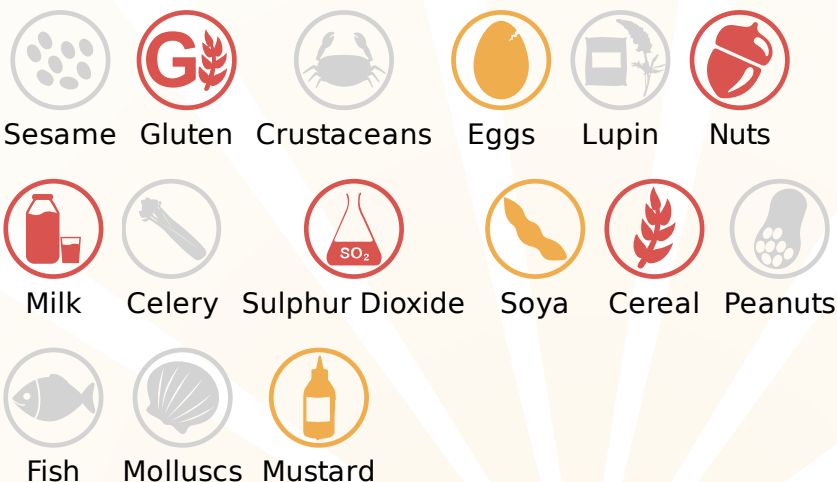 G
Sesame Gluten Crustaceans Eggs Lupin Nuts
SO₂
Milk Celery Sulphur Dioxide Soya Cereal Peanuts
Fish Molluscs Mustard